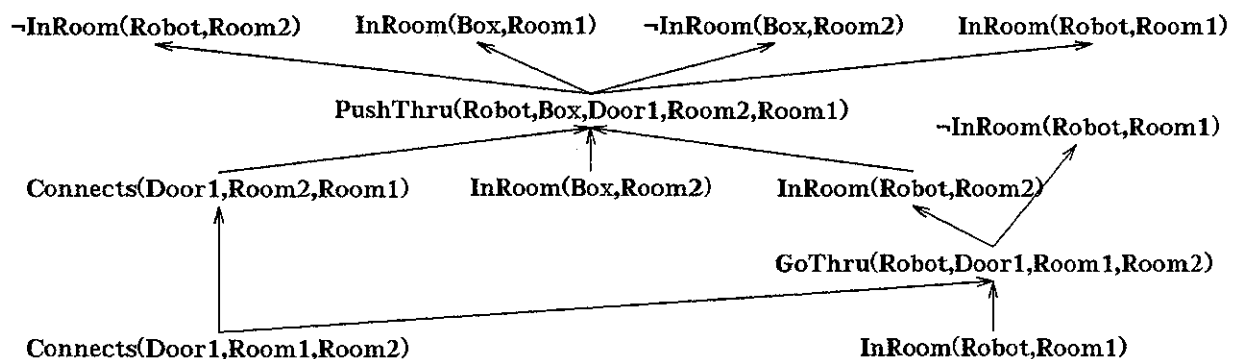 ¬InRoom(Robot,Room2) InRoom(Box,Room1) ¬InRoom(Box,Room2) InRoom(Robot,Room1)
PushThru(Robot,Box,Door1,Room2,Room1)
¬InRoom(Robot,Room1)
Connects(Door1,Room2,Room1) InRoom(Box,Room2) InRoom(Robot,Room2)
GoThru(Robot,Door1,Room1,Room2)
Connects(Door1,Room1,Room2) InRoom(Robot,Room1)